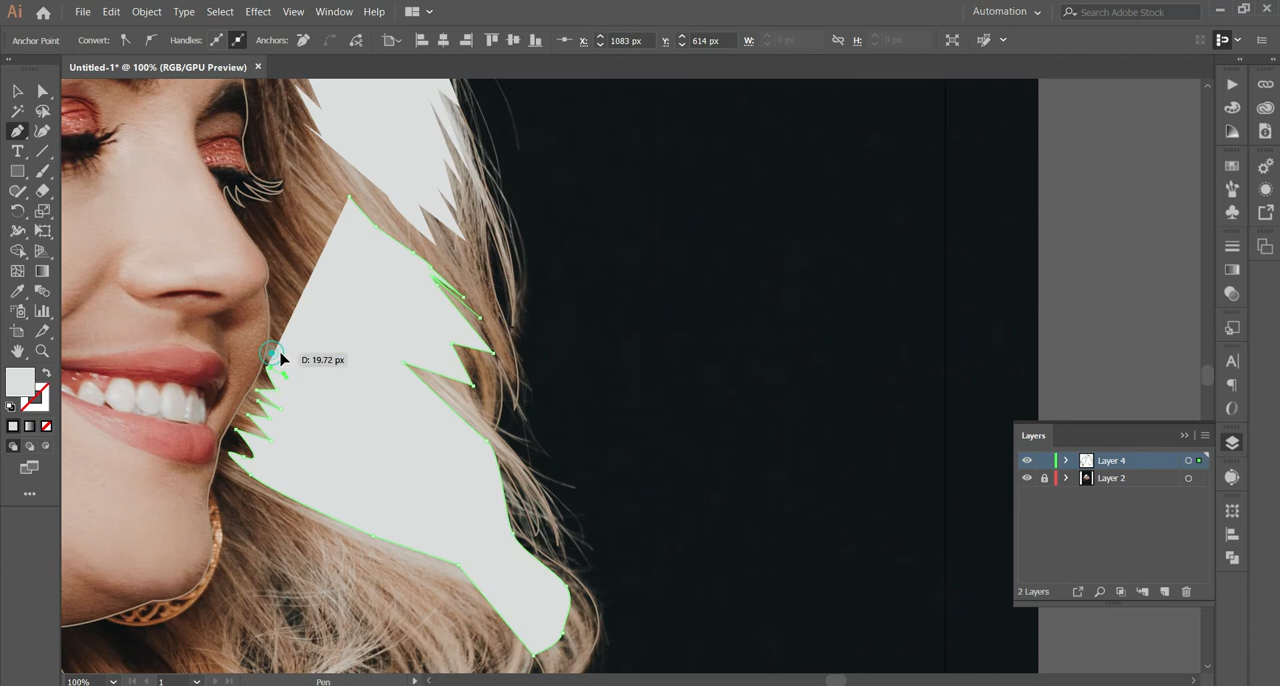 Ai File Edit Object Type Select Effect View Window Help Automation Search Adobe Stock
Anchor Point Convert: Handles: Anchors: X: 1083 px Y: 614 px W: 0 px H: 0 px
Untitled-1* @ 100% (RGB/GPU Preview) ×
D: 19.72 px
Layers
Layer 4
Layer 2
2 Layers
100% 1 Pen